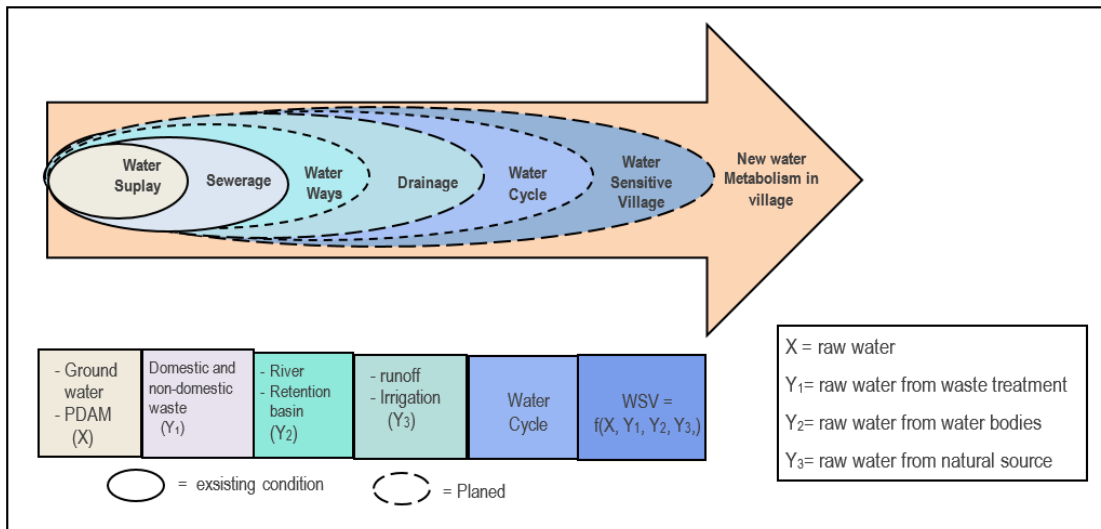 Water
Suplay
Sewerage
Water
Ways
Drainage
Water
Cycle
Water
Sensitive
Village
New water
Metabolism in
village
- Ground
water
- PDAM
(X)
Domestic and
non-domestic
waste
(Y₁)
- River
- Retention
basin
(Y₂)
- runoff
- Irrigation
(Y₃)
Water
Cycle
WSV =
f(X, Y₁, Y₂, Y₃,)
X = raw water
Y₁= raw water from waste treatment
Y₂= raw water from water bodies
Y₃= raw water from natural source
= exsisting condition
= Planed